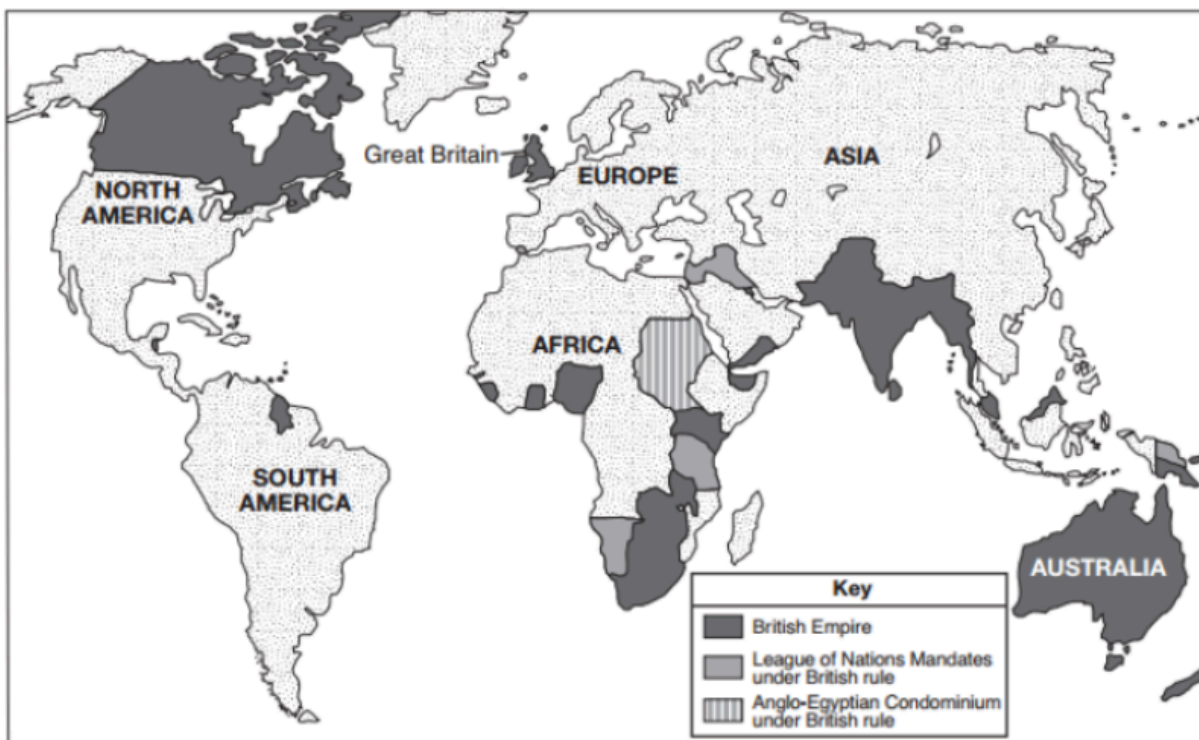 Great Britain
NORTH
AMERICA
EUROPE
ASIA
AFRICA
SOUTH
AMERICA
AUSTRALIA
Key
British Empire
League of Nations Mandates
under British rule
Anglo-Egyptian Condominium
under British rule